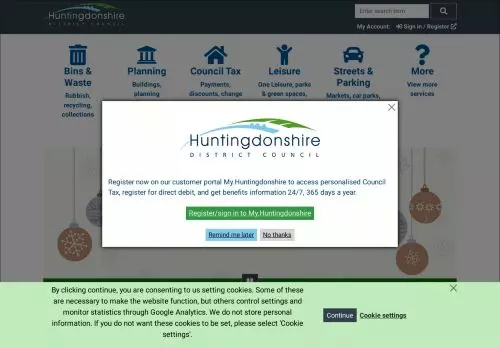 Huntingdonshire
DISTRICT COUNCIL
Enter search term
My Account:
Sign in / Register
Bins &
Waste
Rubbish,
recycling,
collections
Planning
Buildings,
planning
Council Tax
Payments,
discounts, change
Leisure
One Leisure, parks
& green spaces,
Streets &
Parking
Markets, car parks,
More
View more
services
Huntingdonshire
DISTRICT COUNCIL
Register now on our customer portal My Huntingdonshire to access personalised Council
Tax, register for direct debit, and get benefits information 24/7, 365 days a year.
Register/sign in to My Huntingdonshire
Remind me later
No thanks
By clicking continue, you are consenting to us setting cookies. Some of these
are necessary to make the website function, but others control settings and
monitor statistics through Google Analytics. We do not store personal
information. If you do not want these cookies to be set, please select 'Cookie
settings'.
Continue
Cookie settings